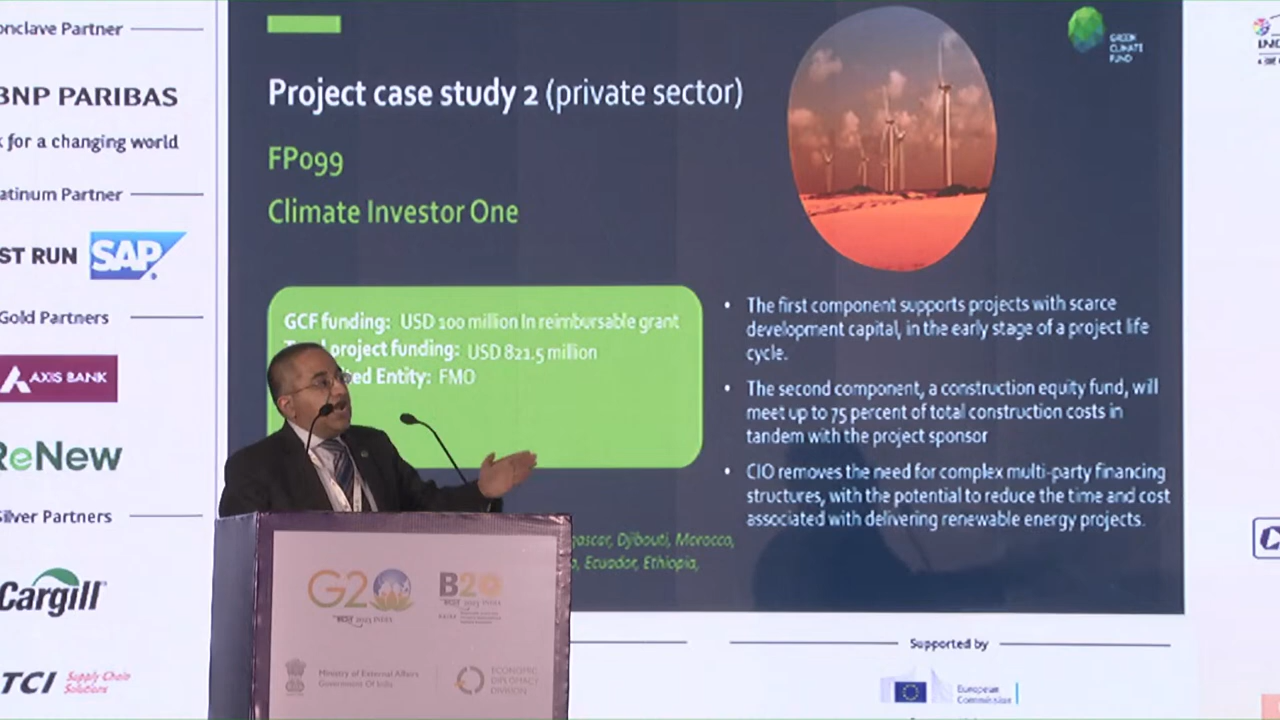 onclave Partner
BNP PARIBAS
k for a changing world
atinum Partner
ST RUN SAP
Gold Partners
AXIS BANK
ReNew
Silver Partners
Cargill
TCI Supply Chain
Solutions
GREEN
CLIMATE
FUND
Project case study 2 (private sector)
FP099
Climate Investor One
GCF funding: USD 100 million In reimbursable grant
project funding: USD 821.5 million
ted Entity: FMO
• The first component supports projects with scarce
development capital, in the early stage of a project life
cycle.
• The second component, a construction equity fund, will
meet up to 75 percent of total construction costs in
tandem with the project sponsor
• CIO removes the need for complex multi-party financing
structures, with the potential to reduce the time and cost
associated with delivering renewable energy projects.
gascar, Djibouti, Morocco,
, Ecuador, Ethiopia,
G20
B20
Ministry of External Affairs
Government Of India
ECONOMIC
DIPLOMACY
DIVISION
Supported by
European
Commission